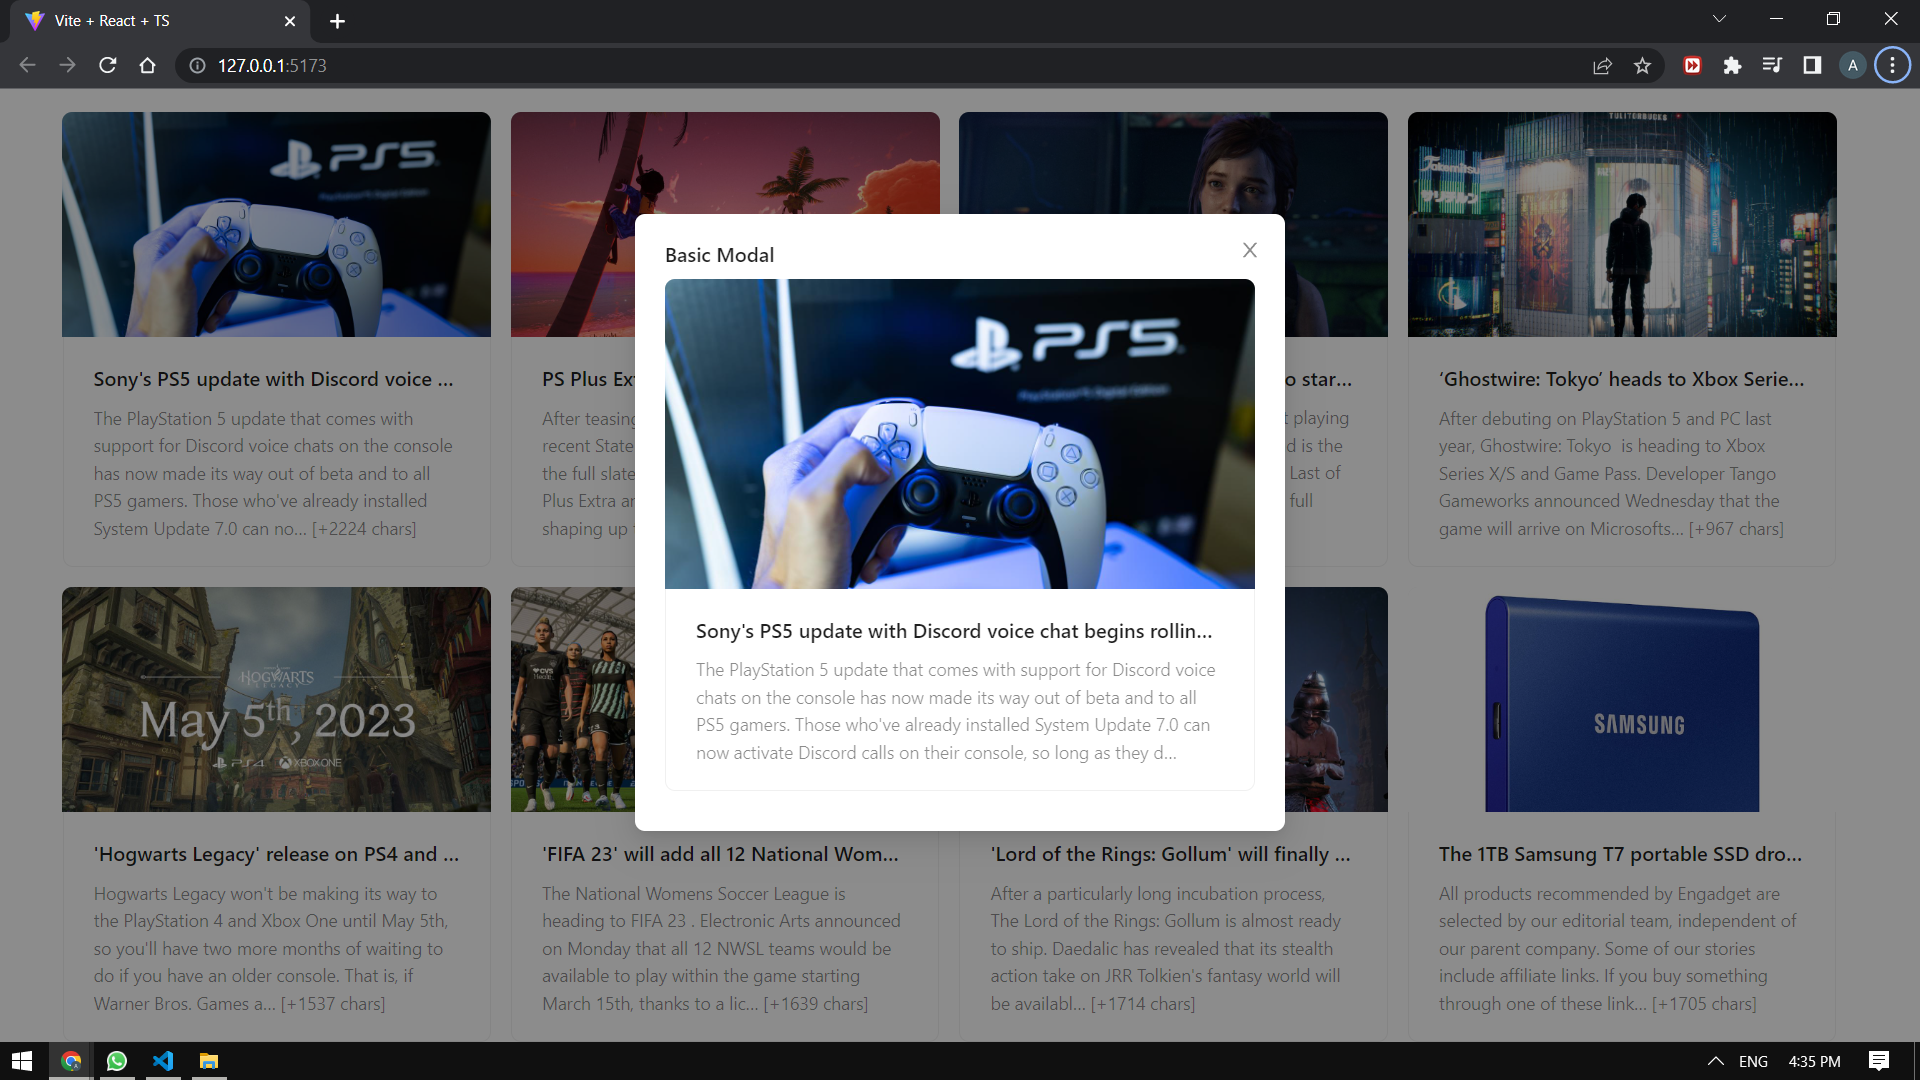 Vite + React + TS
127.0.0.1:5173
A
PS5
Sony's PS5 update with Discord voice ...
The PlayStation 5 update that comes with
support for Discord voice chats on the console
has now made its way out of beta and to all
PS5 gamers. Those who've already installed
System Update 7.0 can no... [+2224 chars]
PS Plus Ex
After teasing
recent State
the full slate
Plus Extra a
shaping up
o star...
t playing
d is the
Last of
full
‘Ghostwire: Tokyo’ heads to Xbox Serie...
After debuting on PlayStation 5 and PC last
year, Ghostwire: Tokyo is heading to Xbox
Series X/S and Game Pass. Developer Tango
Gameworks announced Wednesday that the
game will arrive on Microsofts... [+967 chars]
Basic Modal
PS5
PlayStation®5 Digital Edition
Sony's PS5 update with Discord voice chat begins rollin...
The PlayStation 5 update that comes with support for Discord voice
chats on the console has now made its way out of beta and to all
PS5 gamers. Those who've already installed System Update 7.0 can
now activate Discord calls on their console, so long as they d...
HOGWARTS
LEGACY
May 5th, 2023
PS4 XBOX ONE
'Hogwarts Legacy' release on PS4 and ...
Hogwarts Legacy won't be making its way to
the PlayStation 4 and Xbox One until May 5th,
so you'll have two more months of waiting to
do if you have an older console. That is, if
Warner Bros. Games a... [+1537 chars]
CVS
'FIFA 23' will add all 12 National Wom...
The National Womens Soccer League is
heading to FIFA 23 . Electronic Arts announced
on Monday that all 12 NWSL teams would be
available to play within the game starting
March 15th, thanks to a lic... [+1639 chars]
'Lord of the Rings: Gollum' will finally ...
After a particularly long incubation process,
The Lord of the Rings: Gollum is almost ready
to ship. Daedalic has revealed that its stealth
action take on JRR Tolkien's fantasy world will
be availabl... [+1714 chars]
SAMSUNG
The 1TB Samsung T7 portable SSD dro...
All products recommended by Engadget are
selected by our editorial team, independent of
our parent company. Some of our stories
include affiliate links. If you buy something
through one of these link... [+1705 chars]
ENG
4:35 PM